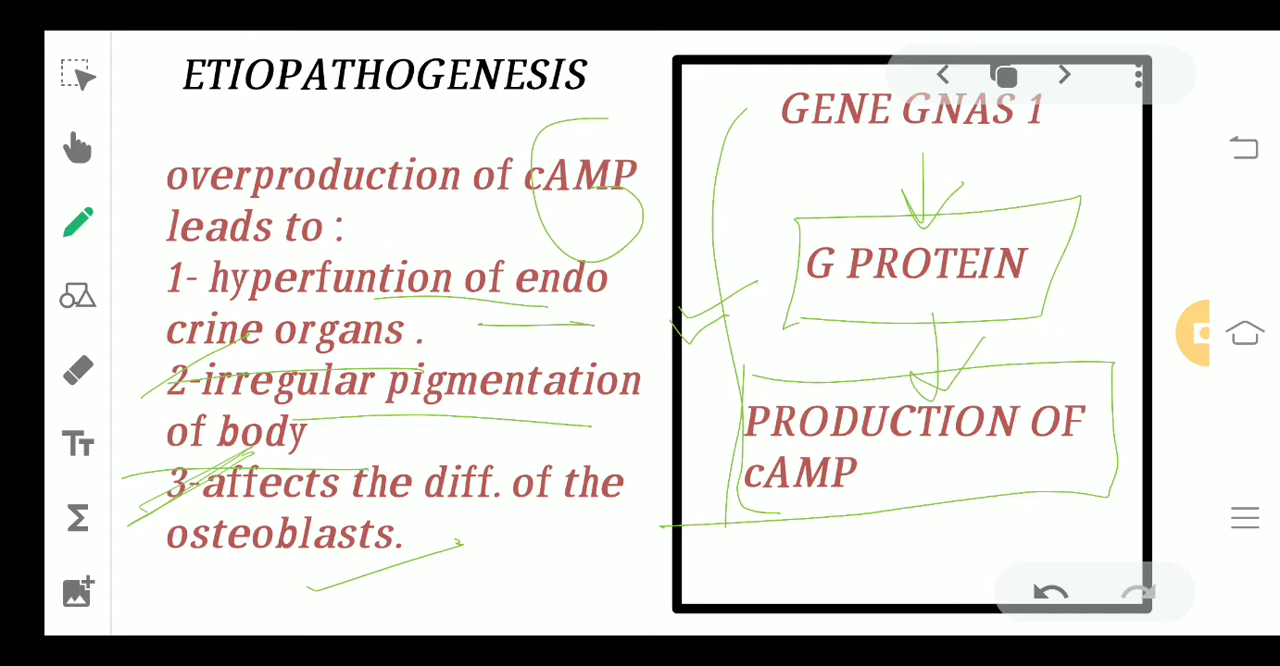 ETIOPATHOGENESIS
overproduction of cAMP
leads to :
1- hyperfuntion of endo
crine organs .
2-irregular pigmentation
of body
3-affects the diff. of the
osteoblasts.
GENE GNAS 1
G PROTEIN
PRODUCTION OF
cAMP
Tт
Σ